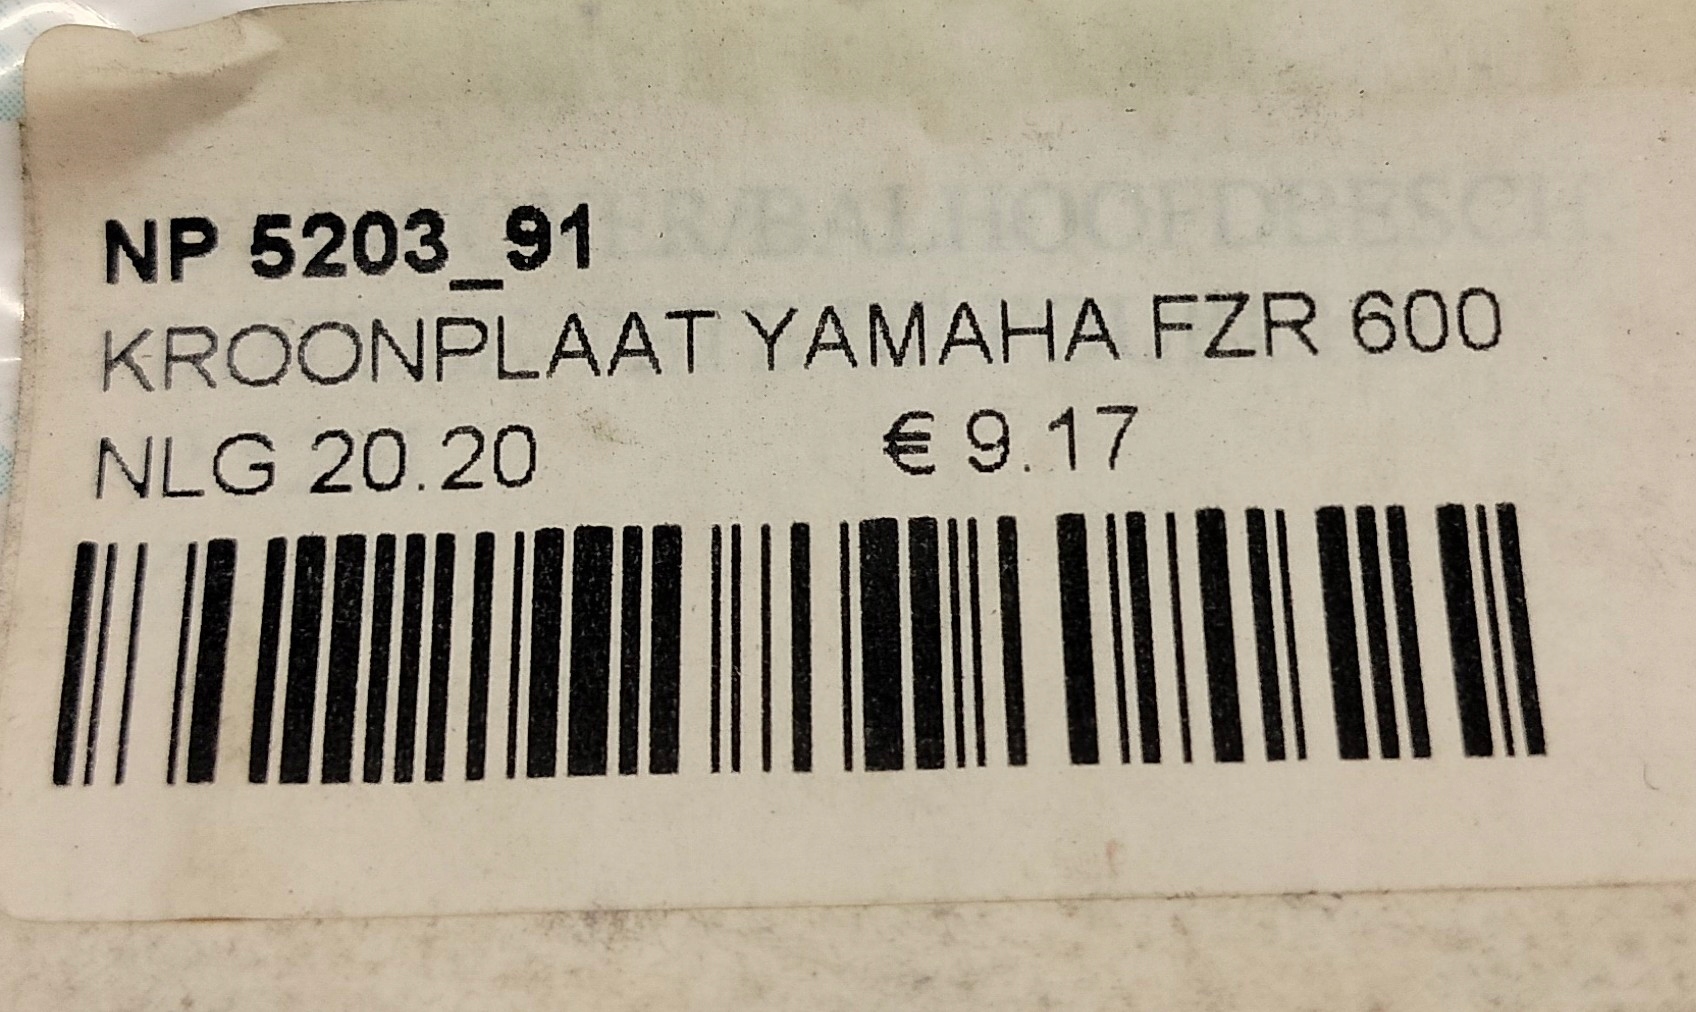 NP 5203_91
KROONPLAAT YAMAHA FZR 600
NLG 20.20 € 9.17